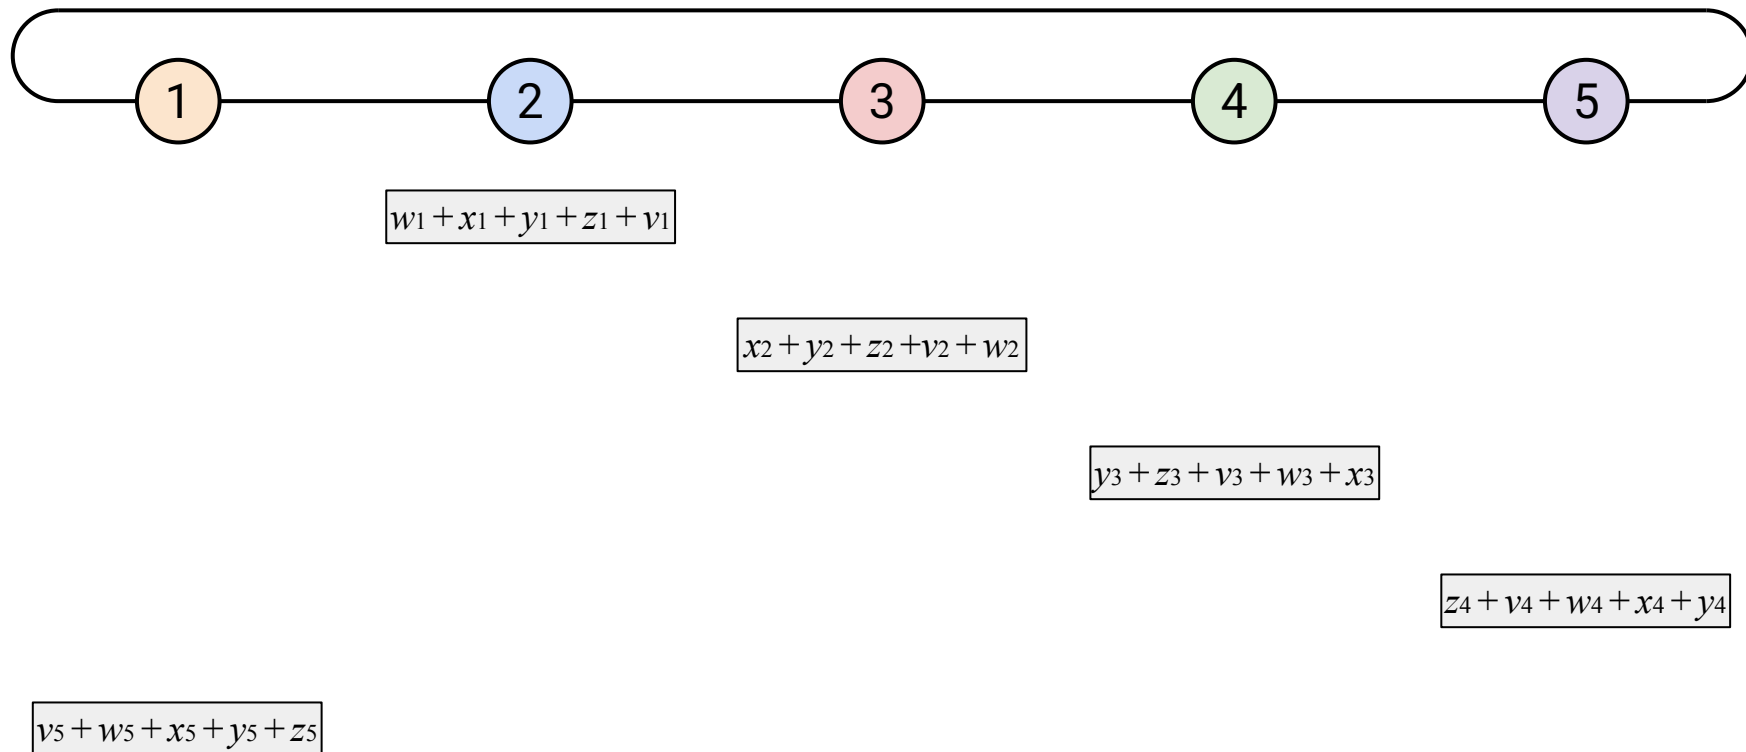 1 2 3 4 5
w1 + x1 + y1 + z1 + v1
x2 + y2 + z2 +v2 + w2
y3 + z3 + v3 + w3 + x3
z4 + v4 + w4 + x4 + y4
v5 + w5 + x5 + y5 + z5